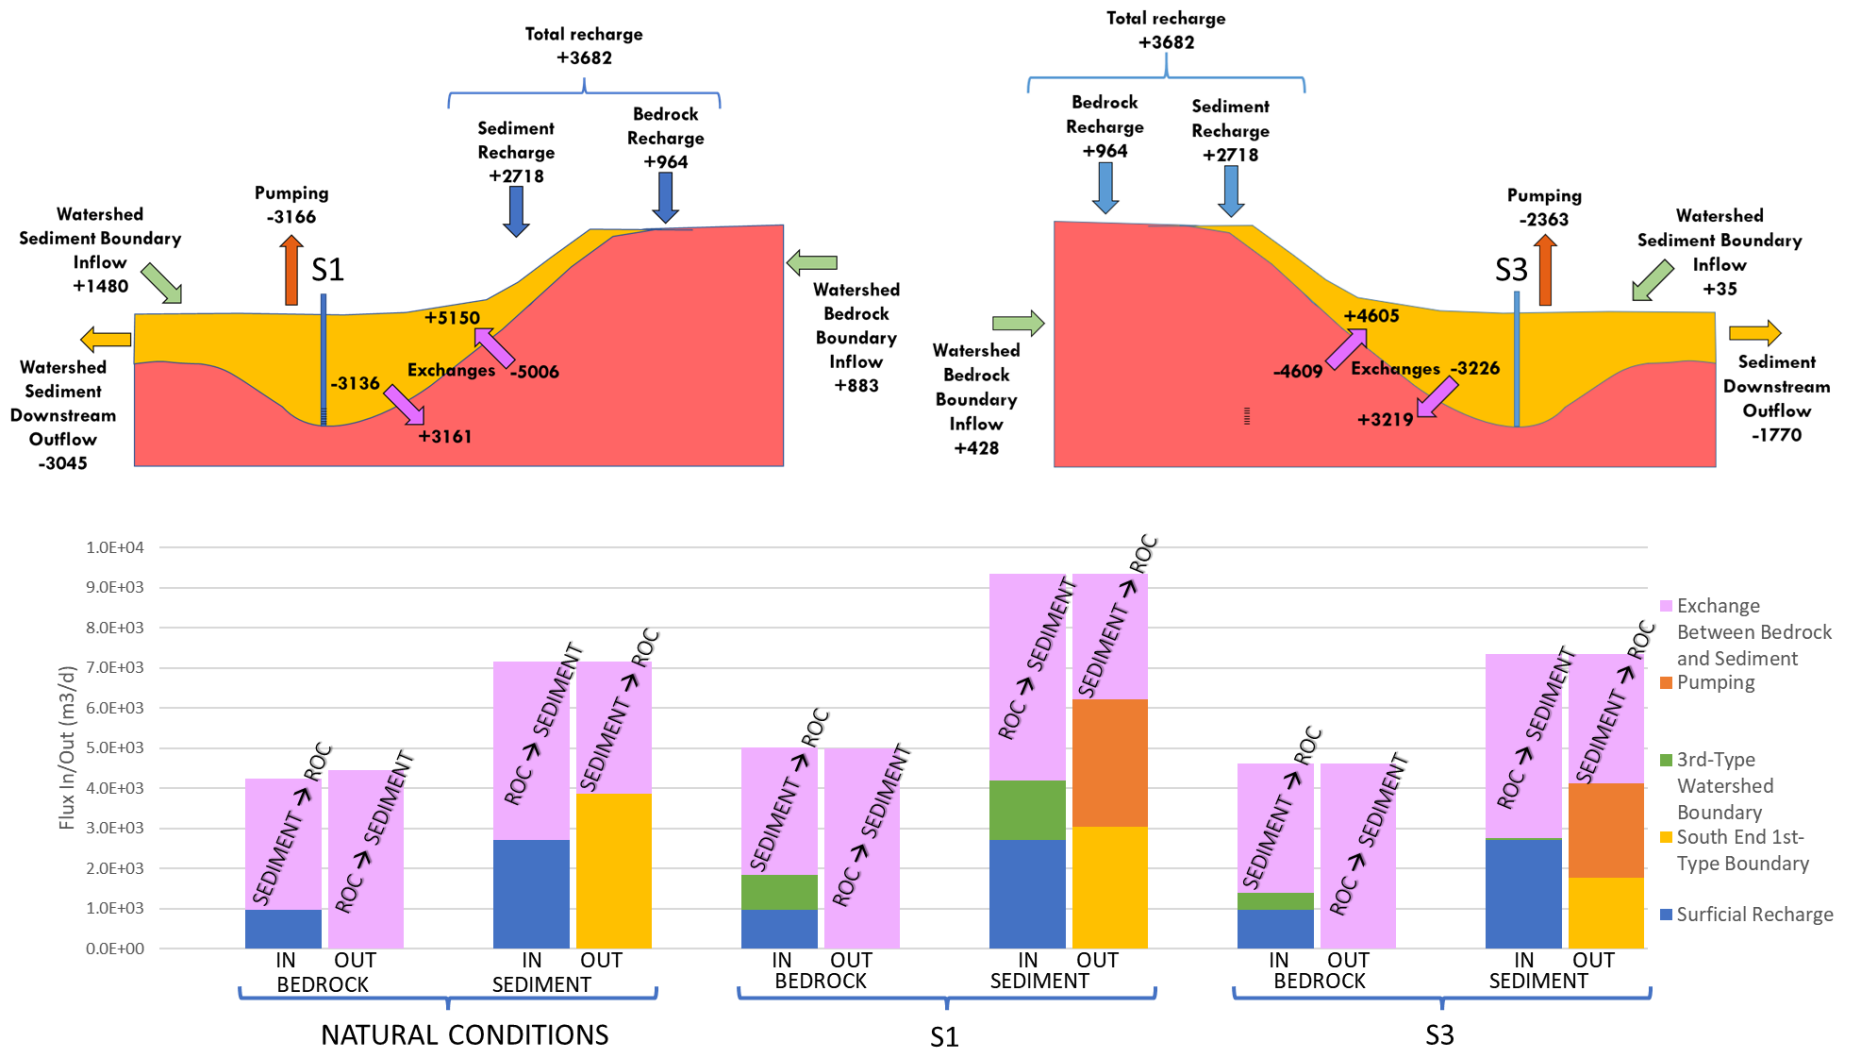 Total recharge
+3682
Sediment
Recharge
+2718
Bedrock
Recharge
+964
Pumping
-3166
Watershed
Sediment Boundary
Inflow
+1480
S1
Watershed
Sediment
Downstream
Outflow
-3045
+5150
Exchanges
-5006
-3136
+3161
Watershed
Bedrock
Boundary
Inflow
+883
Total recharge
+3682
Bedrock
Recharge
+964
Sediment
Recharge
+2718
Pumping
-2363
Watershed
Sediment Boundary
Inflow
+35
S3
Watershed
Bedrock
Boundary
Inflow
+428
+4605
-4609
Exchanges
-3226
+3219
Sediment
Downstream
Outflow
-1770
Flux In/Out (m3/d)
1.0E+04
9.0E+03
8.0E+03
7.0E+03
6.0E+03
5.0E+03
4.0E+03
3.0E+03
2.0E+03
1.0E+03
0.0E+00
SEDIMENT ➔ ROC
ROC ➔ SEDIMENT
ROC ➔ SEDIMENT
SEDIMENT ➔ ROC
SEDIMENT ➔ ROC
ROC ➔ SEDIMENT
ROC ➔ SEDIMENT
SEDIMENT ➔ ROC
SEDIMENT ➔ ROC
ROC ➔ SEDIMENT
ROC ➔ SEDIMENT
SEDIMENT ➔ ROC
IN OUT
BEDROCK
IN OUT
SEDIMENT
IN OUT
BEDROCK
IN OUT
SEDIMENT
IN OUT
BEDROCK
IN OUT
SEDIMENT
NATURAL CONDITIONS
S1
S3
Exchange
Between Bedrock
and Sediment
Pumping
3rd-Type
Watershed
Boundary
South End 1st-
Type Boundary
Surficial Recharge